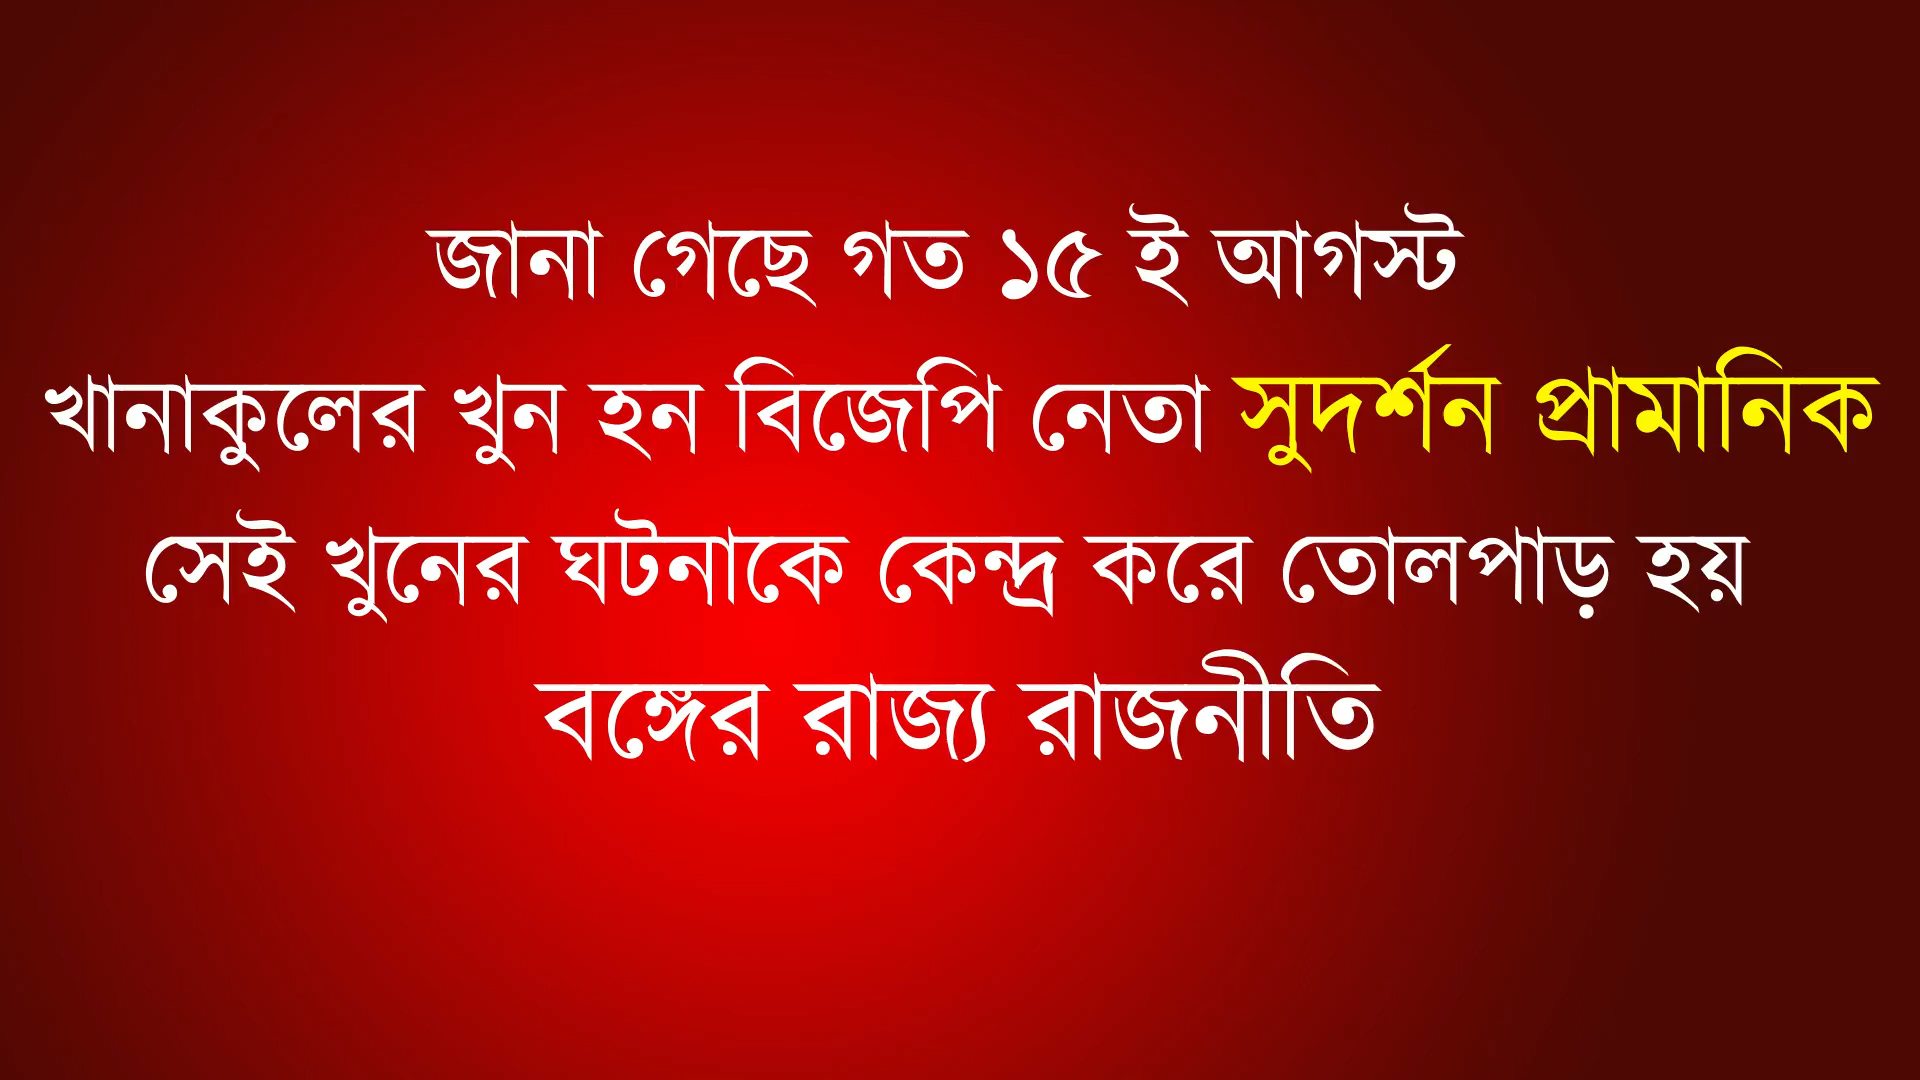 জানা গেছে গত ১৫ ই আগস্ট
খানাকুলের খুন হন বিজেপি নেতা সুদর্শন প্রামানিক
সেই খুনের ঘটনাকে কেন্দ্র করে তোলপাড় হয়
বঙ্গের রাজ্য রাজনীতি